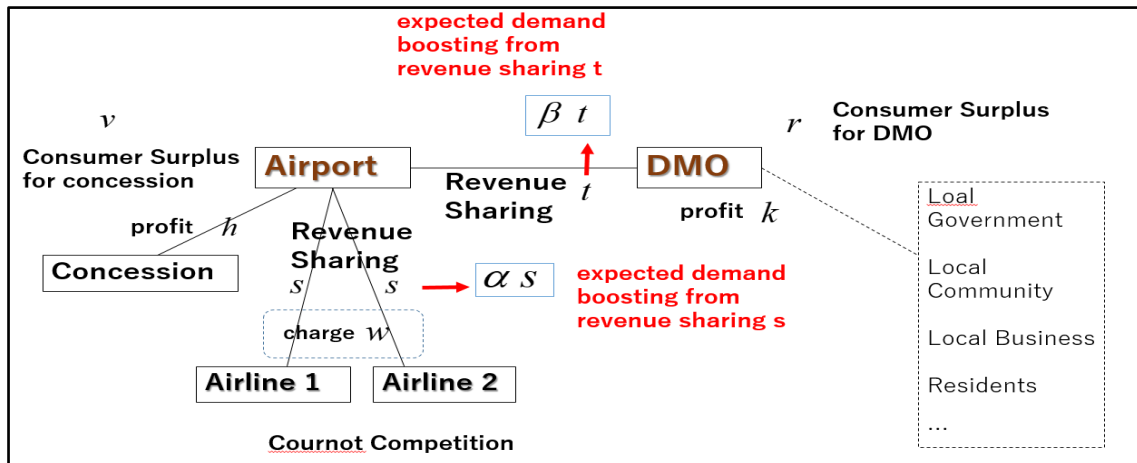 expected demand
boosting from
revenue sharing t
β t
v
r
Consumer Surplus
for DMO
Consumer Surplus
for concession
Airport
DMO
Revenue
Sharing
t
profit h
profit k
Concession
Revenue
Sharing
s s
α s
expected demand
boosting from
revenue sharing s
charge w
Airline 1
Airline 2
Cournot Competition
Loal
Government
Local
Community
Local Business
Residents
...